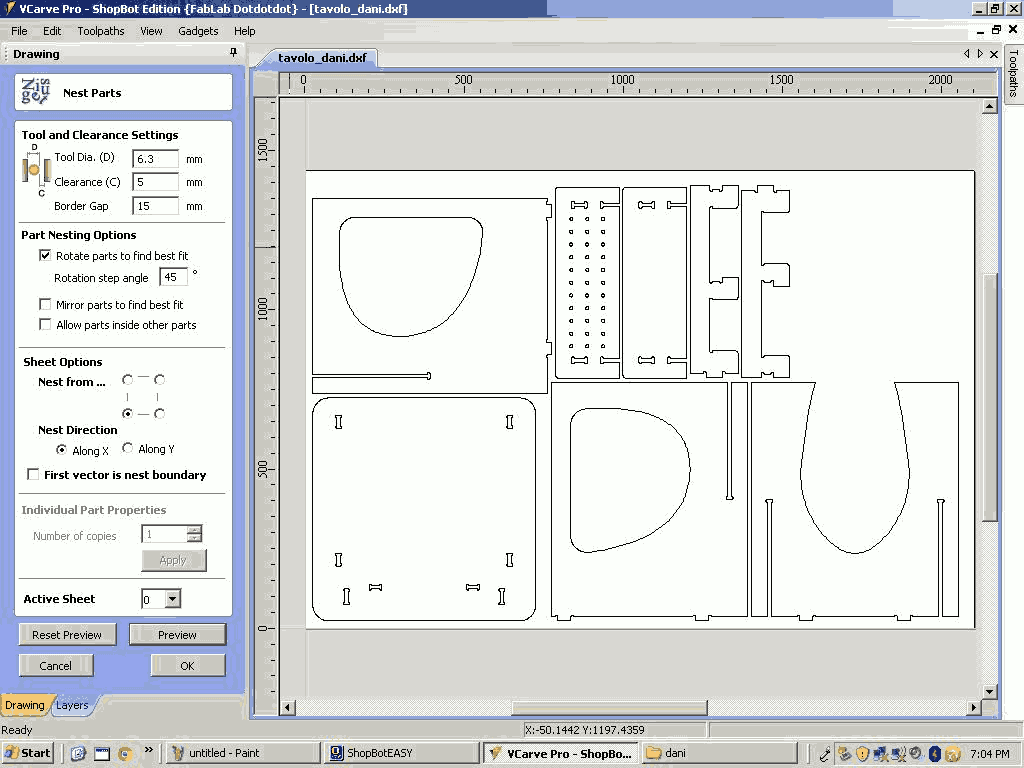 VCarve Pro - ShopBot Edition {FabLab Dotdotdot} - [tavolo_dani.dxf]
File Edit Toolpaths View Gadgets Help
Drawing
tavolo_dani.dxf
Toolpaths
Nest Parts
0 500 1000 1500 2000
1500
1000
500
0
Tool and Clearance Settings
D
Tool Dia. (D) 6.3 mm
Clearance (C) 5 mm
C
Border Gap 15 mm
Part Nesting Options
Rotate parts to find best fit
Rotation step angle 45 °
Mirror parts to find best fit
Allow parts inside other parts
Sheet Options
Nest from ...
Nest Direction
Along X Along Y
First vector is nest boundary
Individual Part Properties
Number of copies 1
Apply
Active Sheet 0
Reset Preview Preview
Cancel OK
Drawing Layers
Ready X:-50.1442 Y:1197.4359
Start » untitled - Paint ShopBotEASY VCarve Pro - ShopBo... dani 7:04 PM